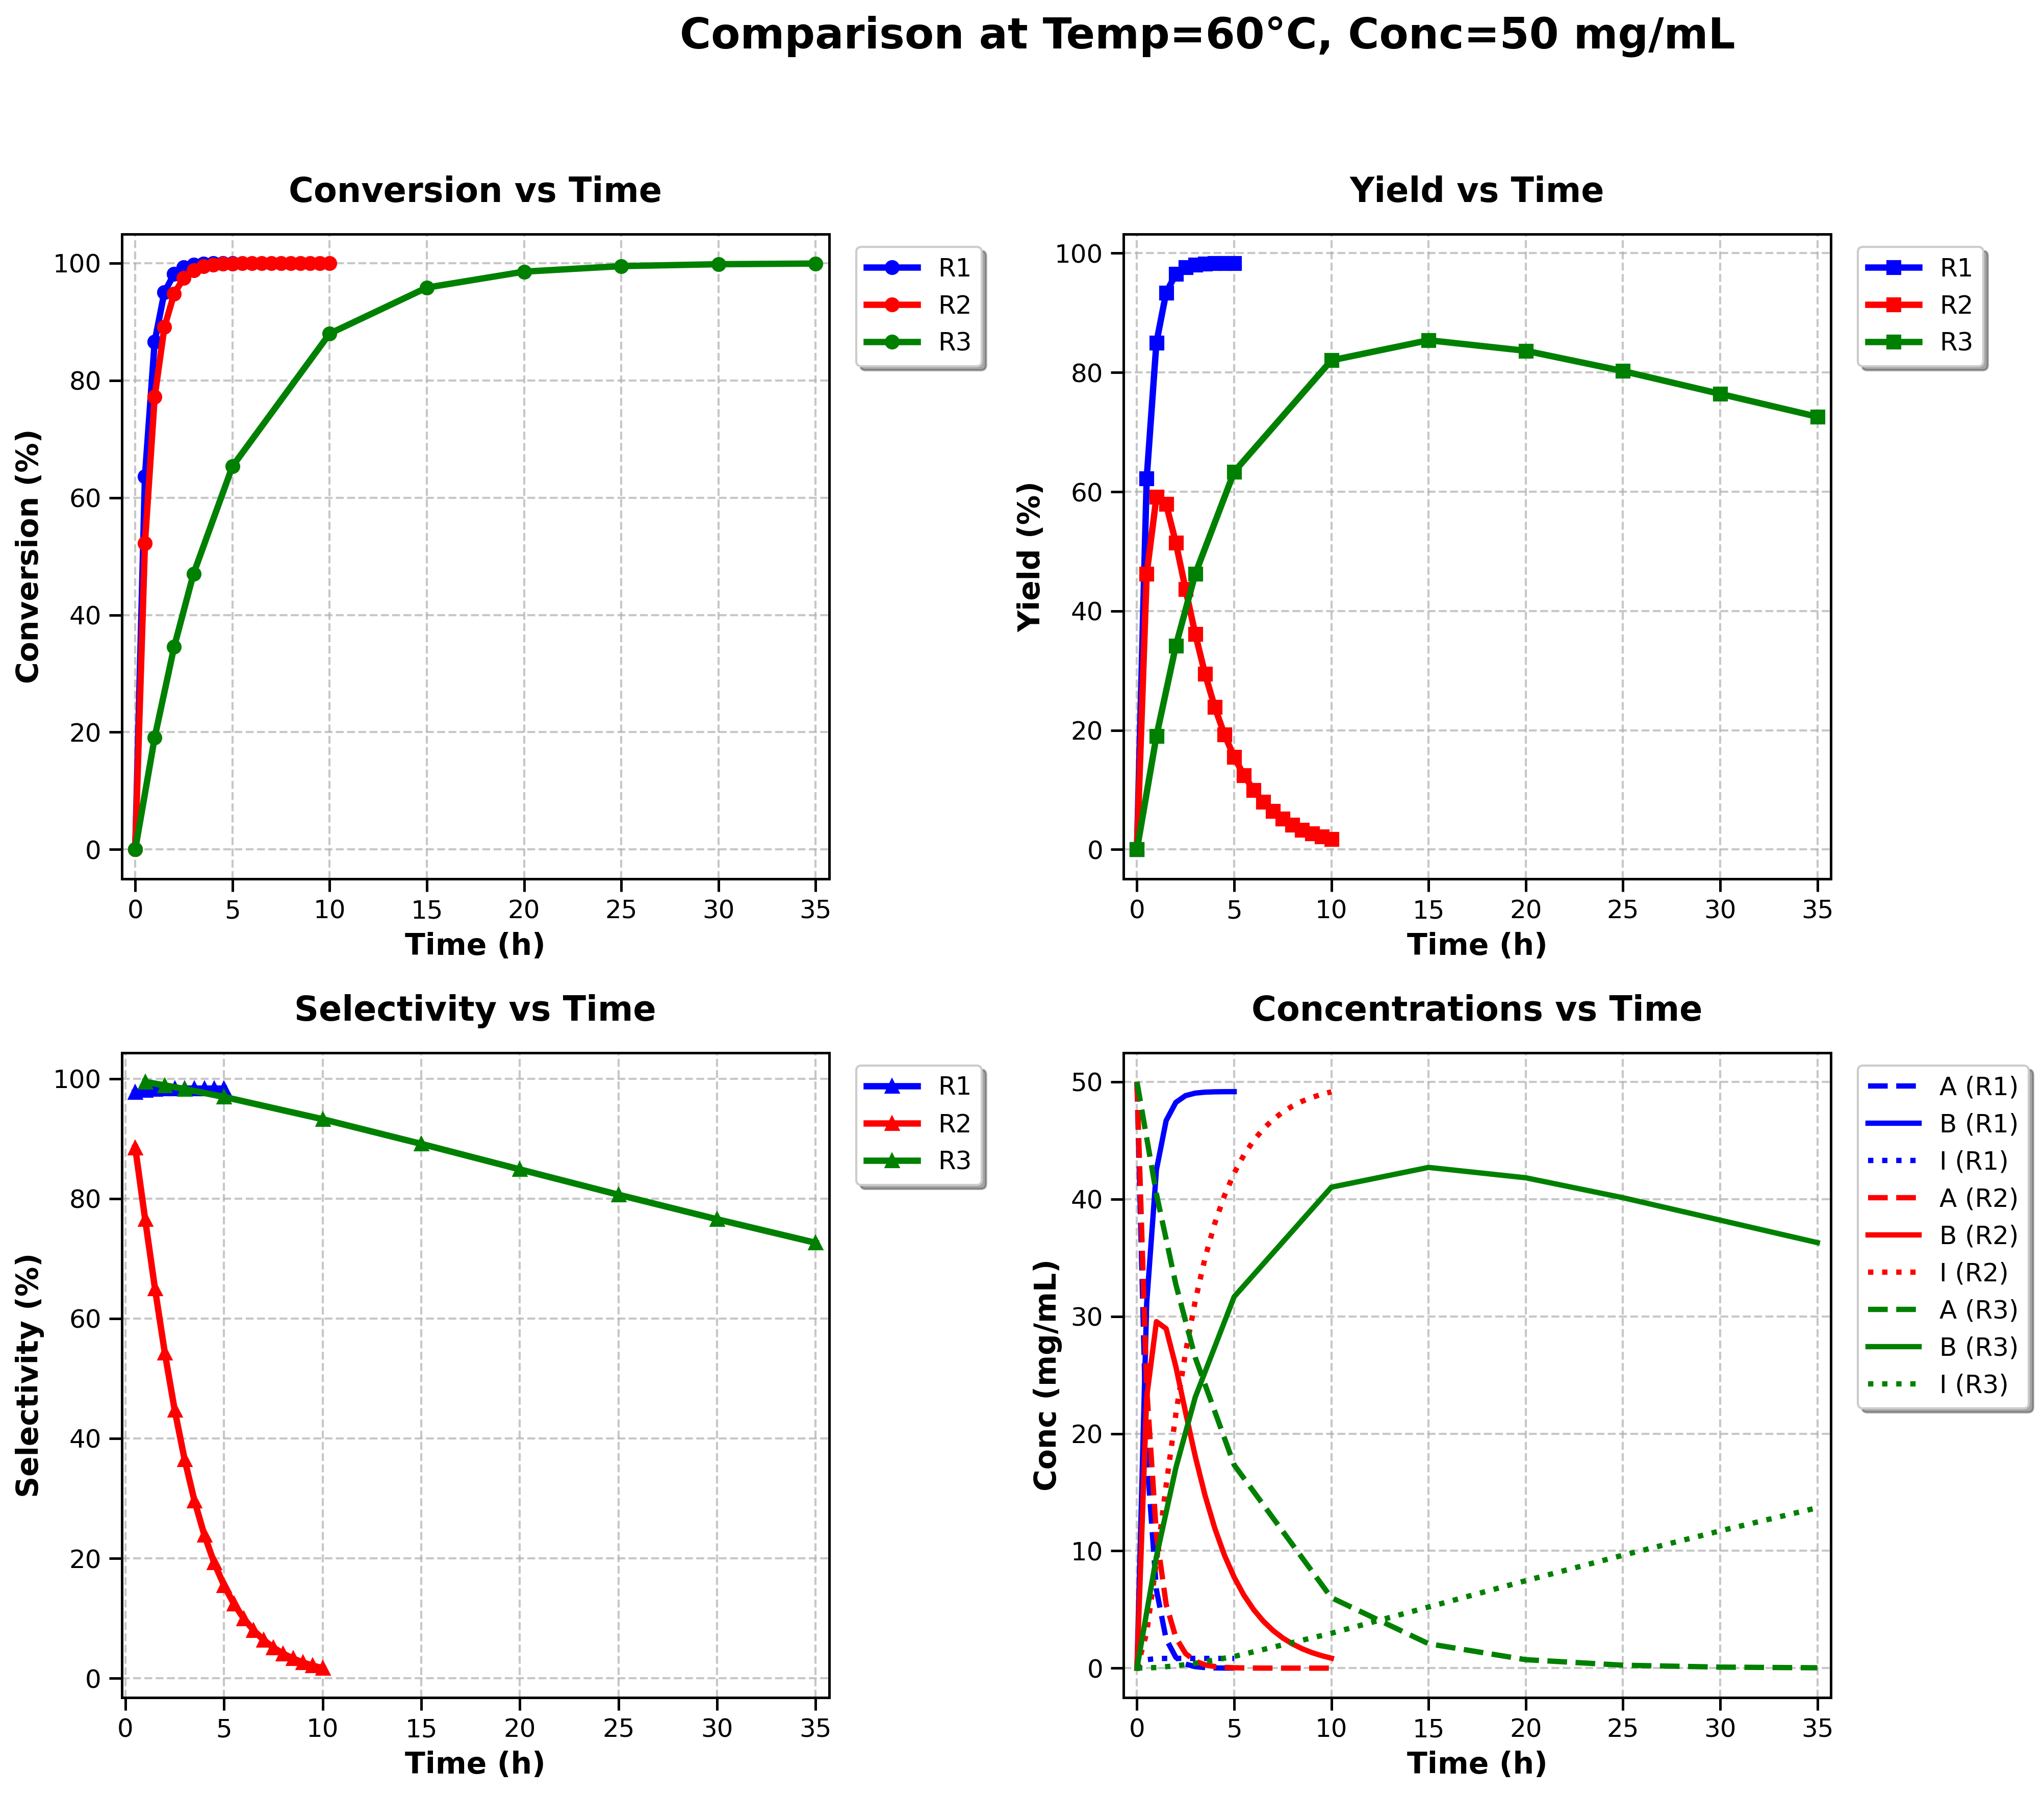 Comparison at Temp=60°C, Conc=50 mg/mL
Conversion vs Time
Conversion (%)
100
80
60
40
20
0
0 5 10 15 20 25 30 35
Time (h)
R1
R2
R3
Yield vs Time
Yield (%)
100
80
60
40
20
0
0 5 10 15 20 25 30 35
Time (h)
R1
R2
R3
Selectivity vs Time
Selectivity (%)
100
80
60
40
20
0
0 5 10 15 20 25 30 35
Time (h)
R1
R2
R3
Concentrations vs Time
Conc (mg/mL)
50
40
30
20
10
0
0 5 10 15 20 25 30 35
Time (h)
A (R1)
B (R1)
I (R1)
A (R2)
B (R2)
I (R2)
A (R3)
B (R3)
I (R3)